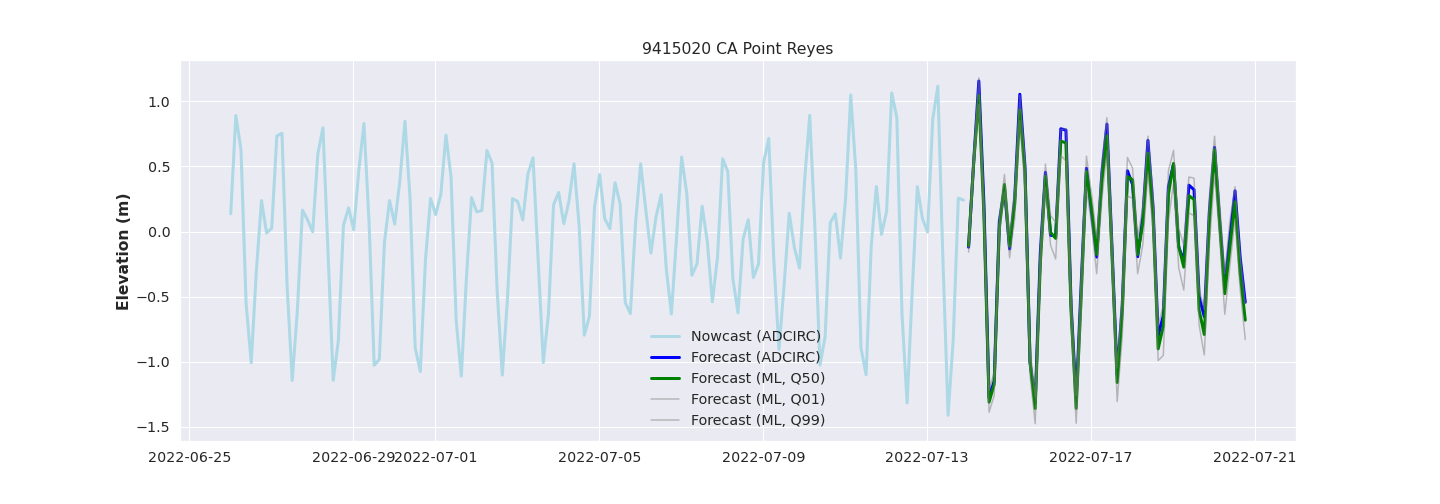 9415020 CA Point Reyes
Elevation (m)
1.0
0.5
0.0
−0.5
−1.0
−1.5
Nowcast (ADCIRC)
Forecast (ADCIRC)
Forecast (ML, Q50)
Forecast (ML, Q01)
Forecast (ML, Q99)
2022-06-25 2022-06-29 2022-07-01 2022-07-05 2022-07-09 2022-07-13 2022-07-17 2022-07-21